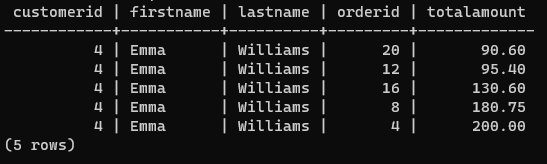 customerid | firstname | lastname | orderid | totalamount
------------+-----------+----------+---------+-------------
4 | Emma | Williams | 20 | 90.60
4 | Emma | Williams | 12 | 95.40
4 | Emma | Williams | 16 | 130.60
4 | Emma | Williams | 8 | 180.75
4 | Emma | Williams | 4 | 200.00
(5 rows)